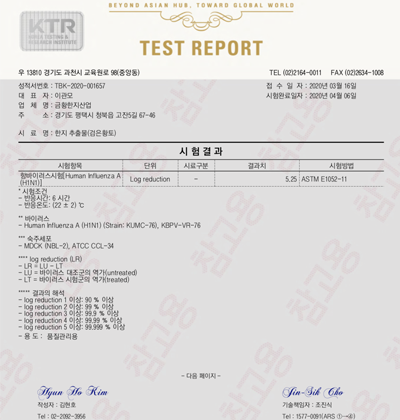 BEYOND ASIAN HUB, TOWARD GLOBAL WORLD
KTR
KOREA TESTING &
RESEARCH INSTITUTE
TEST REPORT
우 13810 경기도 과천시 교육원로 98(중앙동) TEL (02)2164-0011 FAX (02)2634-1008
성적서번호 : TBK-2020-001657 접 수 일 자 : 2020년 03월 16일
대 표 자 : 이관모 시험완료일자 : 2020년 04월 06일
업 체 명 : 금황한지산업
주 소 : 경기도 평택시 청북읍 고잔5길 67-46
시 료 명 : 한지 추출물(검은황토)
시 험 결 과
시험항목 단위 시료구분 결과치 시험방법
항바이러스시험[Human Influenza A (H1N1)] Log reduction - 5.25 ASTM E1052-11
* 시험조건
- 반응시간: 6 시간
- 반응온도: (22 ± 2) ℃
** 바이러스
- Human Influenza A (H1N1) (Strain: KUMC-76), KBPV-VR-76
*** 숙주세포
- MDCK (NBL-2), ATCC CCL-34
**** log reduction (LR)
- LR = LU - LT
- LU = 바이러스 대조군의 역가(untreated)
- LT = 바이러스 시험군의 역가(treated)
***** 결과의 해석
- log reduction 1 이상: 90 % 이상
- log reduction 2 이상: 99 % 이상
- log reduction 3 이상: 99.9 % 이상
- log reduction 4 이상: 99.99 % 이상
- log reduction 5 이상: 99.999 % 이상
- 용 도 : 품질관리용
- 다음 페이지 -
Hyun Ho Kim Jin-Sik Cho
작성자 : 김현호 기술책임자 : 조진식
Tel : 02-2092-3956 Tel : 1577-0091(ARS ①→④)
참고용